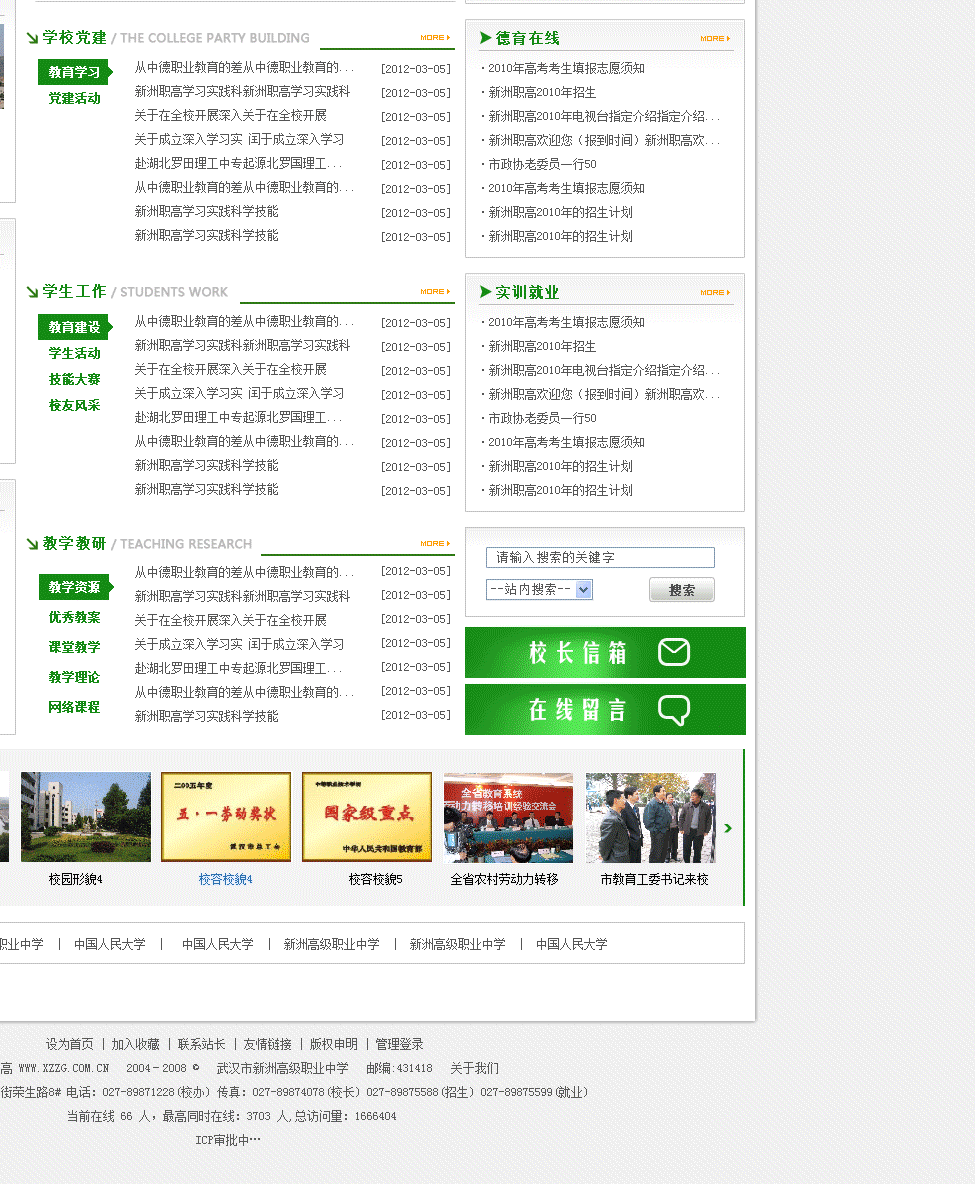 学校党建 / THE COLLEGE PARTY BUILDING MORE
教育学习
党建活动
从中德职业教育的差从中德职业教育的... [2012-03-05]
新洲职高学习实践科新洲职高学习实践科 [2012-03-05]
关于在全校开展深入关于在全校开展 [2012-03-05]
关于成立深入学习实 闰于成立深入学习 [2012-03-05]
赴湖北罗田理工中专起源北罗国理工... [2012-03-05]
从中德职业教育的差从中德职业教育的... [2012-03-05]
新洲职高学习实践科学技能 [2012-03-05]
新洲职高学习实践科学技能 [2012-03-05]
德育在线 MORE
·2010年高考考生填报志愿须知
·新洲职高2010年招生
·新洲职高2010年电视台指定介绍指定介绍...
·新洲职高欢迎您（报到时间）新洲职高欢...
·市政协老委员一行50
·2010年高考考生填报志愿须知
·新洲职高2010年的招生计划
·新洲职高2010年的招生计划
学生工作 / STUDENTS WORK MORE
教育建设
学生活动
技能大赛
校友风采
从中德职业教育的差从中德职业教育的... [2012-03-05]
新洲职高学习实践科新洲职高学习实践科 [2012-03-05]
关于在全校开展深入关于在全校开展 [2012-03-05]
关于成立深入学习实 闰于成立深入学习 [2012-03-05]
赴湖北罗田理工中专起源北罗国理工... [2012-03-05]
从中德职业教育的差从中德职业教育的... [2012-03-05]
新洲职高学习实践科学技能 [2012-03-05]
新洲职高学习实践科学技能 [2012-03-05]
实训就业 MORE
·2010年高考考生填报志愿须知
·新洲职高2010年招生
·新洲职高2010年电视台指定介绍指定介绍...
·新洲职高欢迎您（报到时间）新洲职高欢...
·市政协老委员一行50
·2010年高考考生填报志愿须知
·新洲职高2010年的招生计划
·新洲职高2010年的招生计划
教学教研 / TEACHING RESEARCH MORE
教学资源
优秀教案
课堂教学
教学理论
网络课程
从中德职业教育的差从中德职业教育的... [2012-03-05]
新洲职高学习实践科新洲职高学习实践科 [2012-03-05]
关于在全校开展深入关于在全校开展 [2012-03-05]
关于成立深入学习实 闰于成立深入学习 [2012-03-05]
赴湖北罗田理工中专起源北罗国理工... [2012-03-05]
从中德职业教育的差从中德职业教育的... [2012-03-05]
新洲职高学习实践科学技能 [2012-03-05]
请输入搜索的关键字
--站内搜索-- 搜索
校长信箱
在线留言
二00五年度
五·一劳动奖状
武汉市总工会
国家级重点
中华人民共和国教育部
全省教育系统
动力转移培训经验交流会
校园形貌4 校容校貌4 校容校貌5 全省农村劳动力转移 市教育工委书记来校
职业中学 | 中国人民大学 | 中国人民大学 | 新洲高级职业中学 | 新洲高级职业中学 | 中国人民大学
设为首页 | 加入收藏 | 联系站长 | 友情链接 | 版权申明 | 管理登录
高 WWW.XZZG.COM.CN 2004-2008 © 武汉市新洲高级职业中学 邮编:431418 关于我们
街荣生路8# 电话: 027-89871228(校办) 传真: 027-89874078(校长) 027-89875588(招生) 027-89875599(就业)
当前在线 66 人，最高同时在线: 3703 人,总访问量: 1666404
ICP审批中…